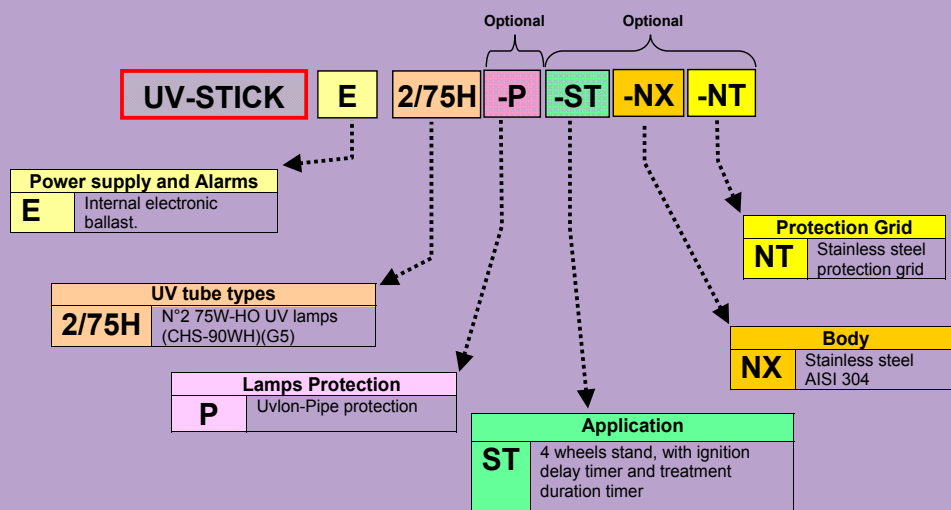 Optional
Optional
UV-STICK E 2/75H -P -ST -NX -NT
Power supply and Alarms
E
Internal electronic
ballast.
Protection Grid
NT
Stainless steel
protection grid
UV tube types
2/75H
N°2 75W-HO UV lamps
(CHS-90WH)(G5)
Body
NX
Stainless steel
AISI 304
Lamps Protection
P
Uvlon-Pipe protection
Application
ST
4 wheels stand, with ignition
delay timer and treatment
duration timer